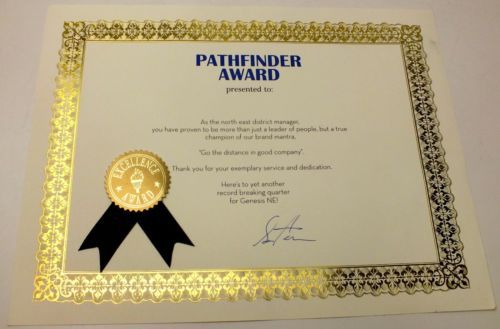 PATHFINDER
AWARD
presented to:
As the north east district manager,
you have proven to be more than just a leader of people, but a true
champion of our brand mantra,
"Go the distance in good company".
Thank you for your exemplary service and dedication.
Here's to yet another
record breaking quarter
for Genesis NE!
EXCELLENCE
AWARD